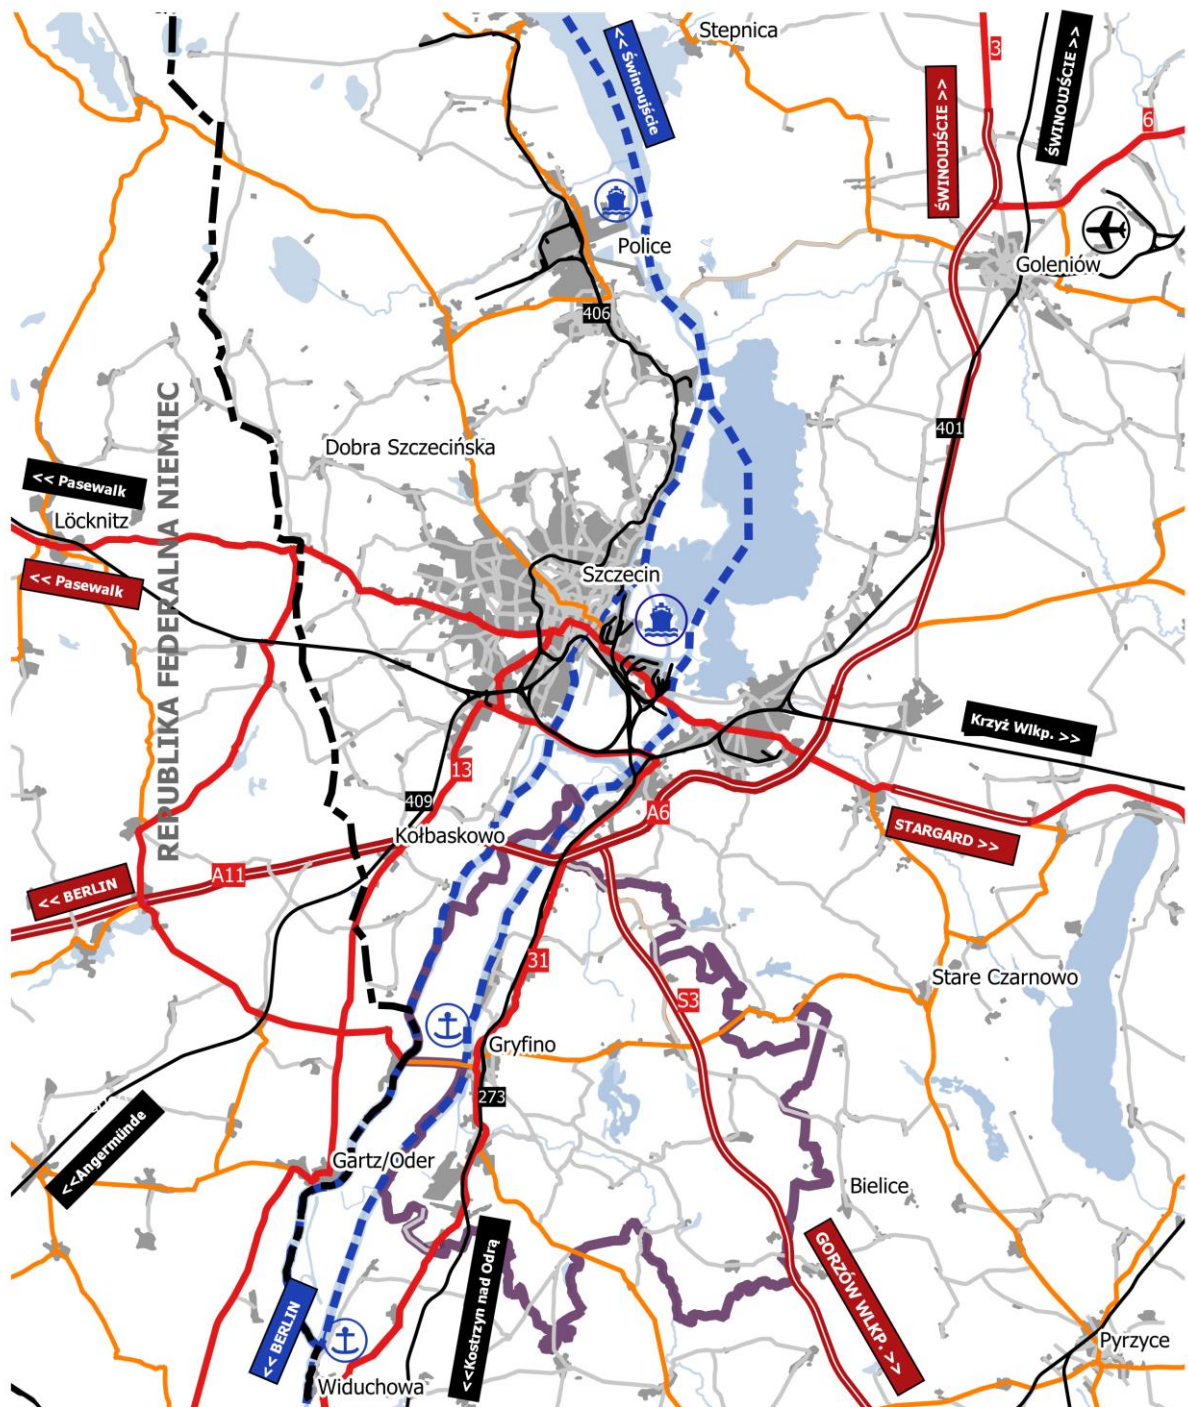 Stepnica
<< Świnoujście
ŚWINOUJŚCIE >>
3
ŚWINOUJŚCIE >>
6
Police
Goleniów
406
401
Dobra Szczecińska
<< Pasewalk
Löcknitz
<< Pasewalk
REPUBLIKA FEDERALNA NIEMIEC
Szczecin
Krzyż Wlkp. >>
13
409
A6
Kołbaskowo
STARGARD >>
A11
<< BERLIN
31
Stare Czarnowo
S3
Gryfino
273
<<Angermünde
Gartz/Oder
Bielice
GORZÓW WLKP. >>
<<Kostrzyn nad Odrą
<< BERLIN
Pyrzyce
Widuchowa